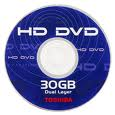 HD DVD
30GB
Dual Layer
TOSHIBA